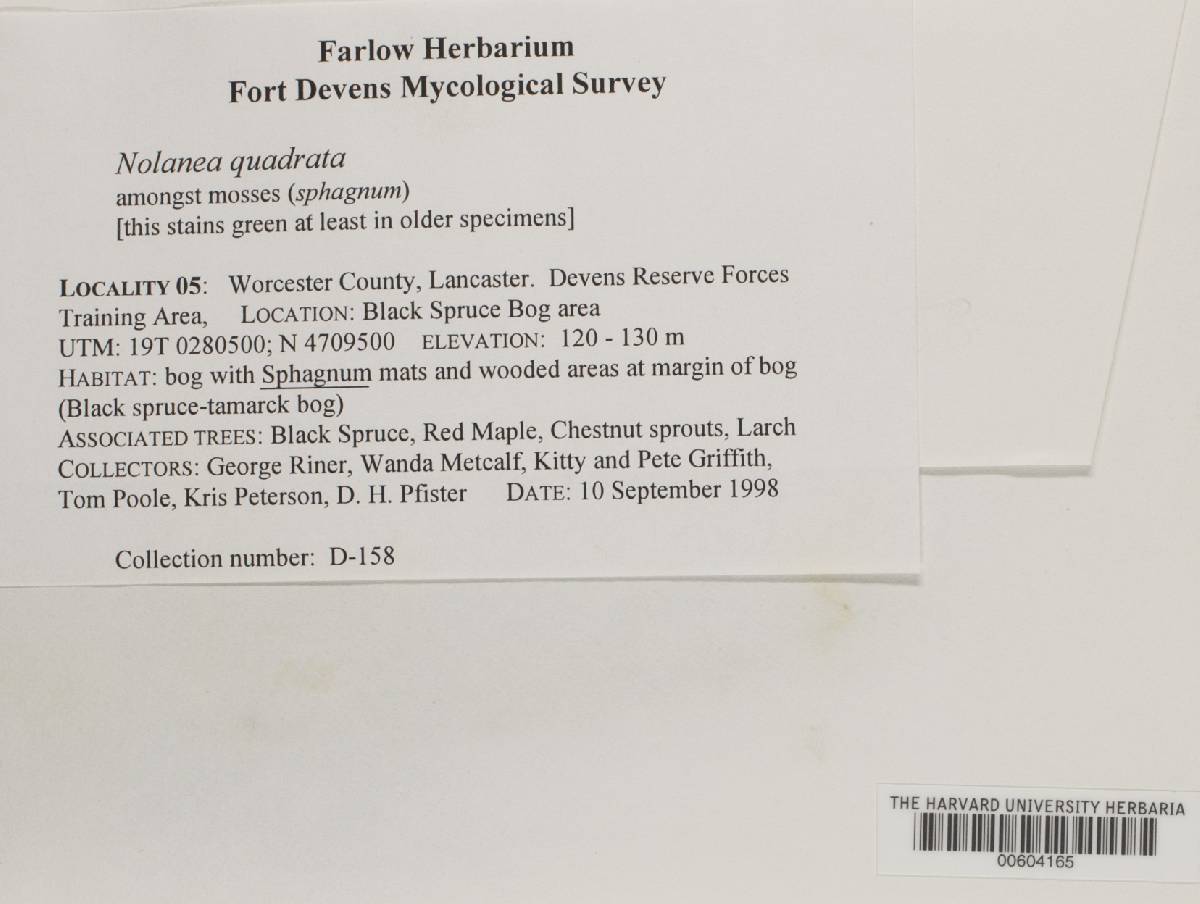 Farlow Herbarium
Fort Devens Mycological Survey
Nolanea quadrata
amongst mosses (sphagnum)
[this stains green at least in older specimens]
LOCALITY 05: Worcester County, Lancaster. Devens Reserve Forces
Training Area, LOCATION: Black Spruce Bog area
UTM: 19T 0280500; N 4709500 ELEVATION: 120 - 130 m
HABITAT: bog with Sphagnum mats and wooded areas at margin of bog
(Black spruce-tamarck bog)
ASSOCIATED TREES: Black Spruce, Red Maple, Chestnut sprouts, Larch
COLLECTORS: George Riner, Wanda Metcalf, Kitty and Pete Griffith,
Tom Poole, Kris Peterson, D. H. Pfister DATE: 10 September 1998
Collection number: D-158
THE HARVARD UNIVERSITY HERBARIA
00604165